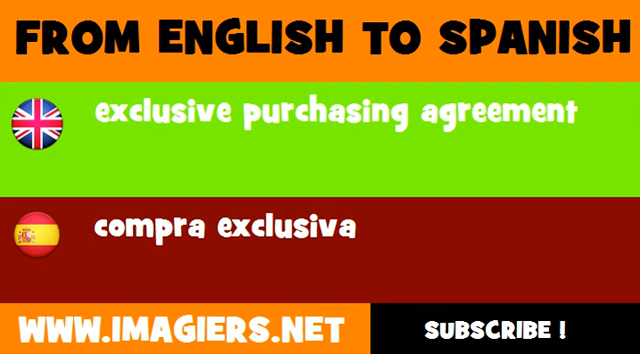 FROM ENGLISH TO SPANISH
exclusive purchasing agreement
compra exclusiva
WWW.IMAGIERS.NET
SUBSCRIBE !